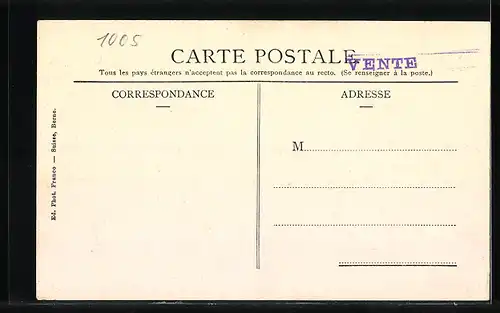 1005
CARTE POSTALE
VENTE
Tous les pays étrangers n'acceptent pas la correspondance au recto. (Se renseigner à la poste.)
CORRESPONDANCE
ADRESSE
M
Ed. Phot. Franco — Suisse, Berne.